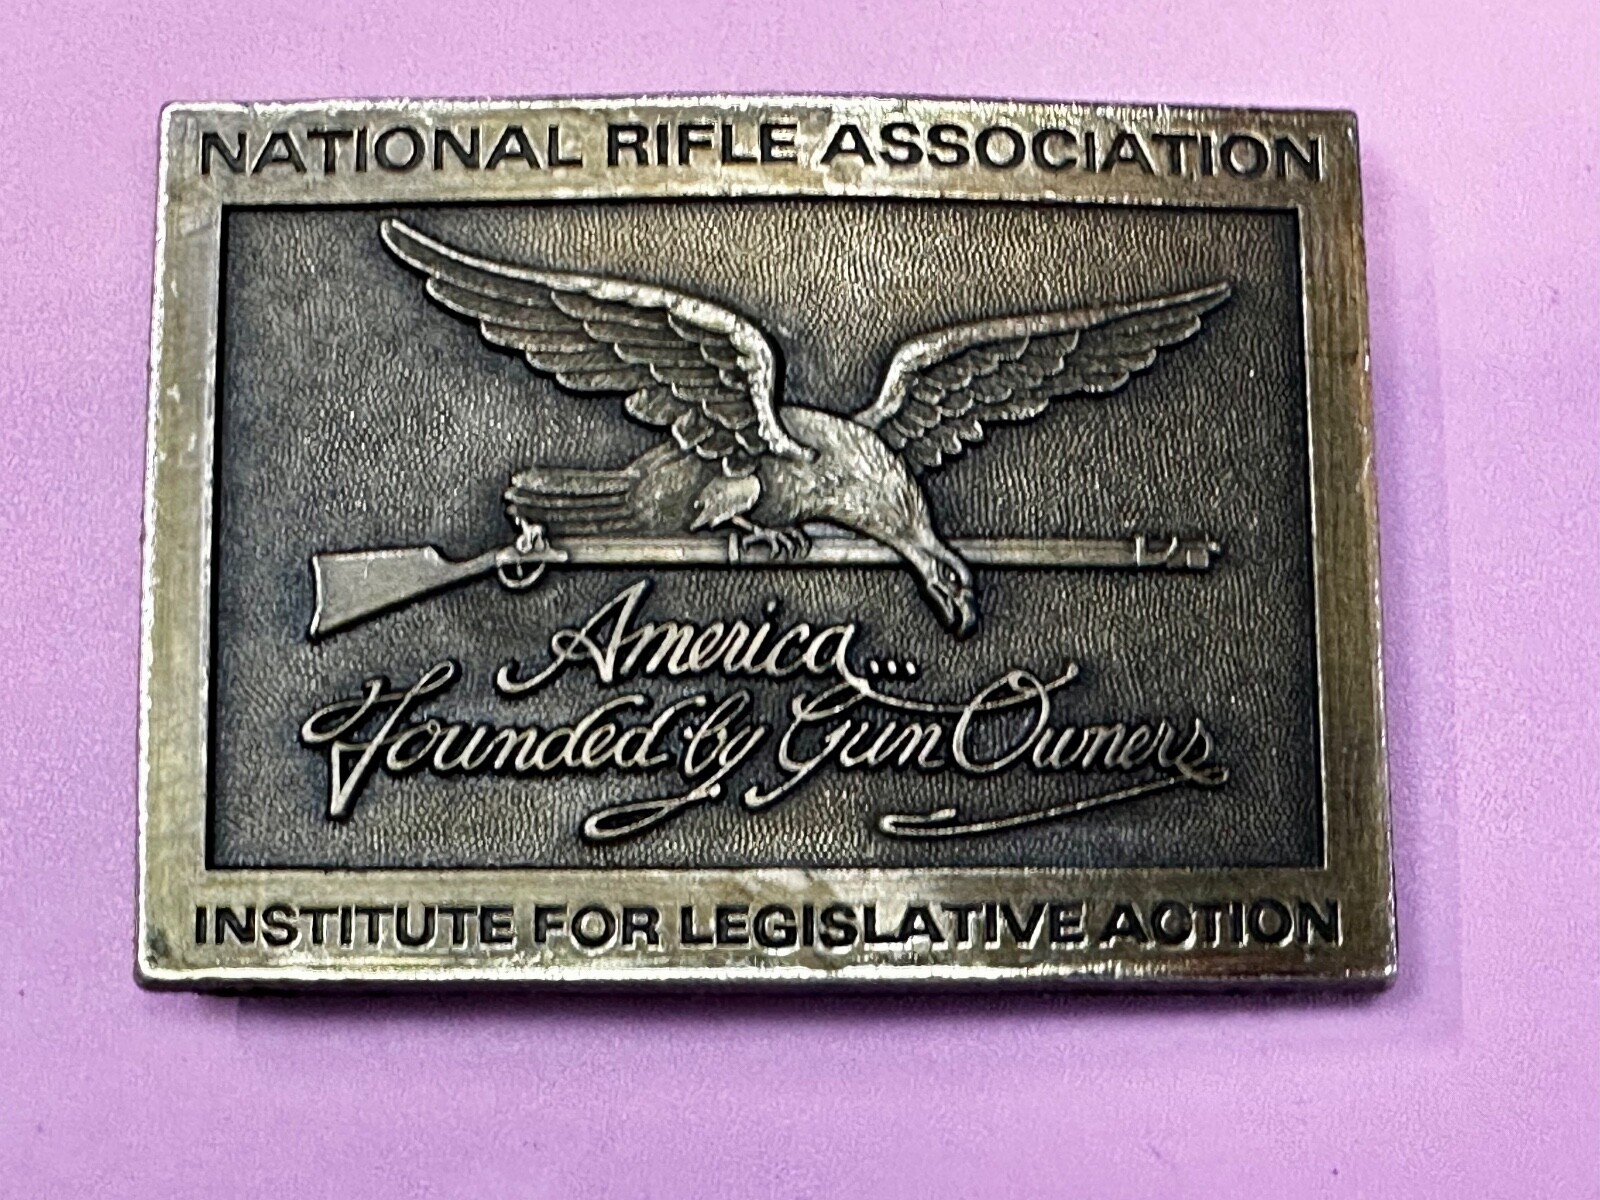 NATIONAL RIFLE ASSOCIATION
America...
Founded by Gun Owners
INSTITUTE FOR LEGISLATIVE ACTION